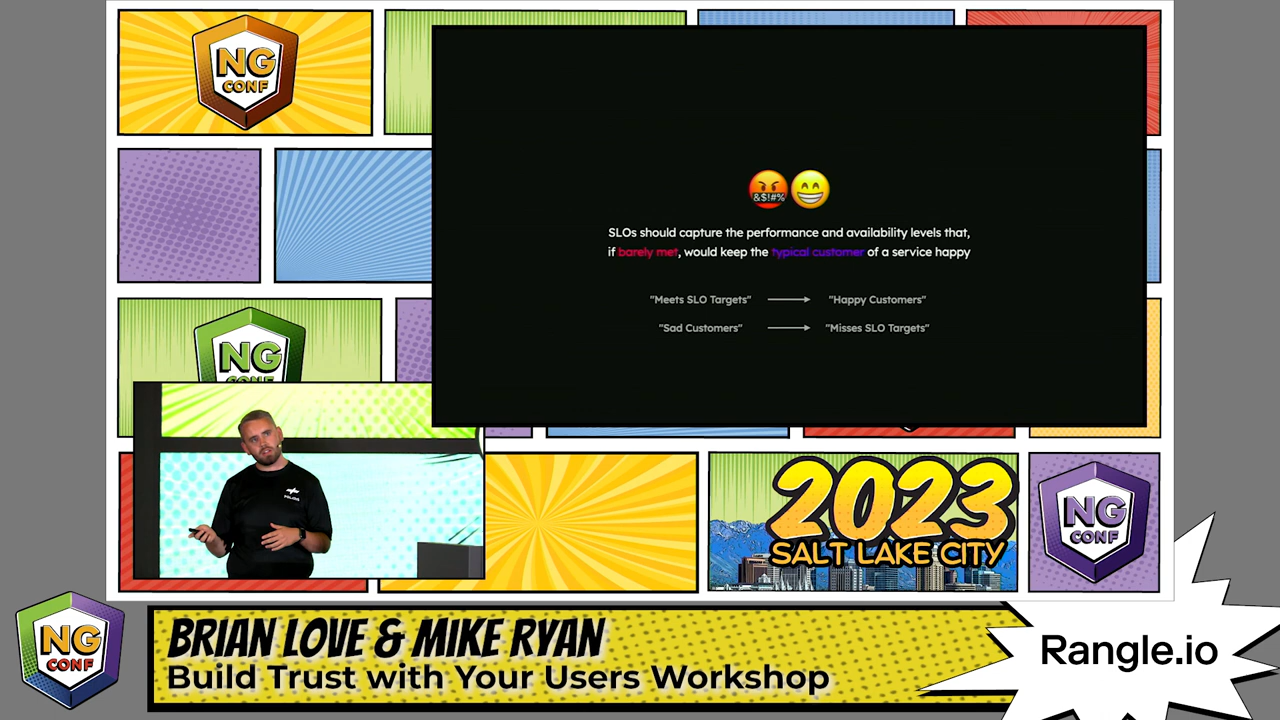 NG
CONF
&$!#%
SLOs should capture the performance and availability levels that,
if barely met, would keep the typical customer of a service happy
"Meets SLO Targets" "Happy Customers"
"Sad Customers" "Misses SLO Targets"
NG
2023
SALT LAKE CITY
NG
CONF
NG
CONF
BRIAN LOVE & MIKE RYAN
Build Trust with Your Users Workshop
Rangle.io